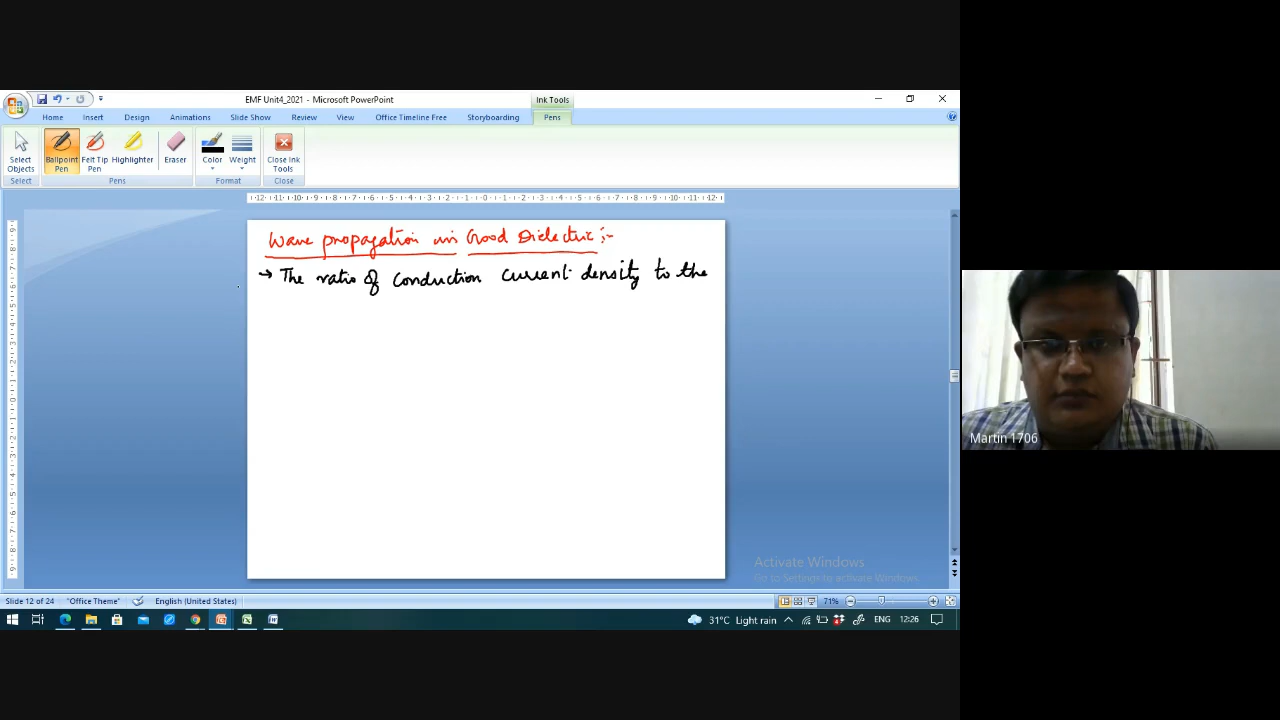 EMF Unit4_2021 - Microsoft PowerPoint
Ink Tools
Home Insert Design Animations Slide Show Review View Office Timeline Free Storyboarding Pens
Select Objects
Ballpoint Pen
Felt Tip Pen
Highlighter
Eraser
Color
Weight
Close Ink Tools
Select Pens Format Close
Wave propagation in Good Dielectric :-
→ The ratio of conduction current density to the
Martin 1706
Activate Windows
Go to Settings to activate Windows.
Slide 12 of 24 "Office Theme" English (United States) 71%
31°C Light rain ENG 12:26